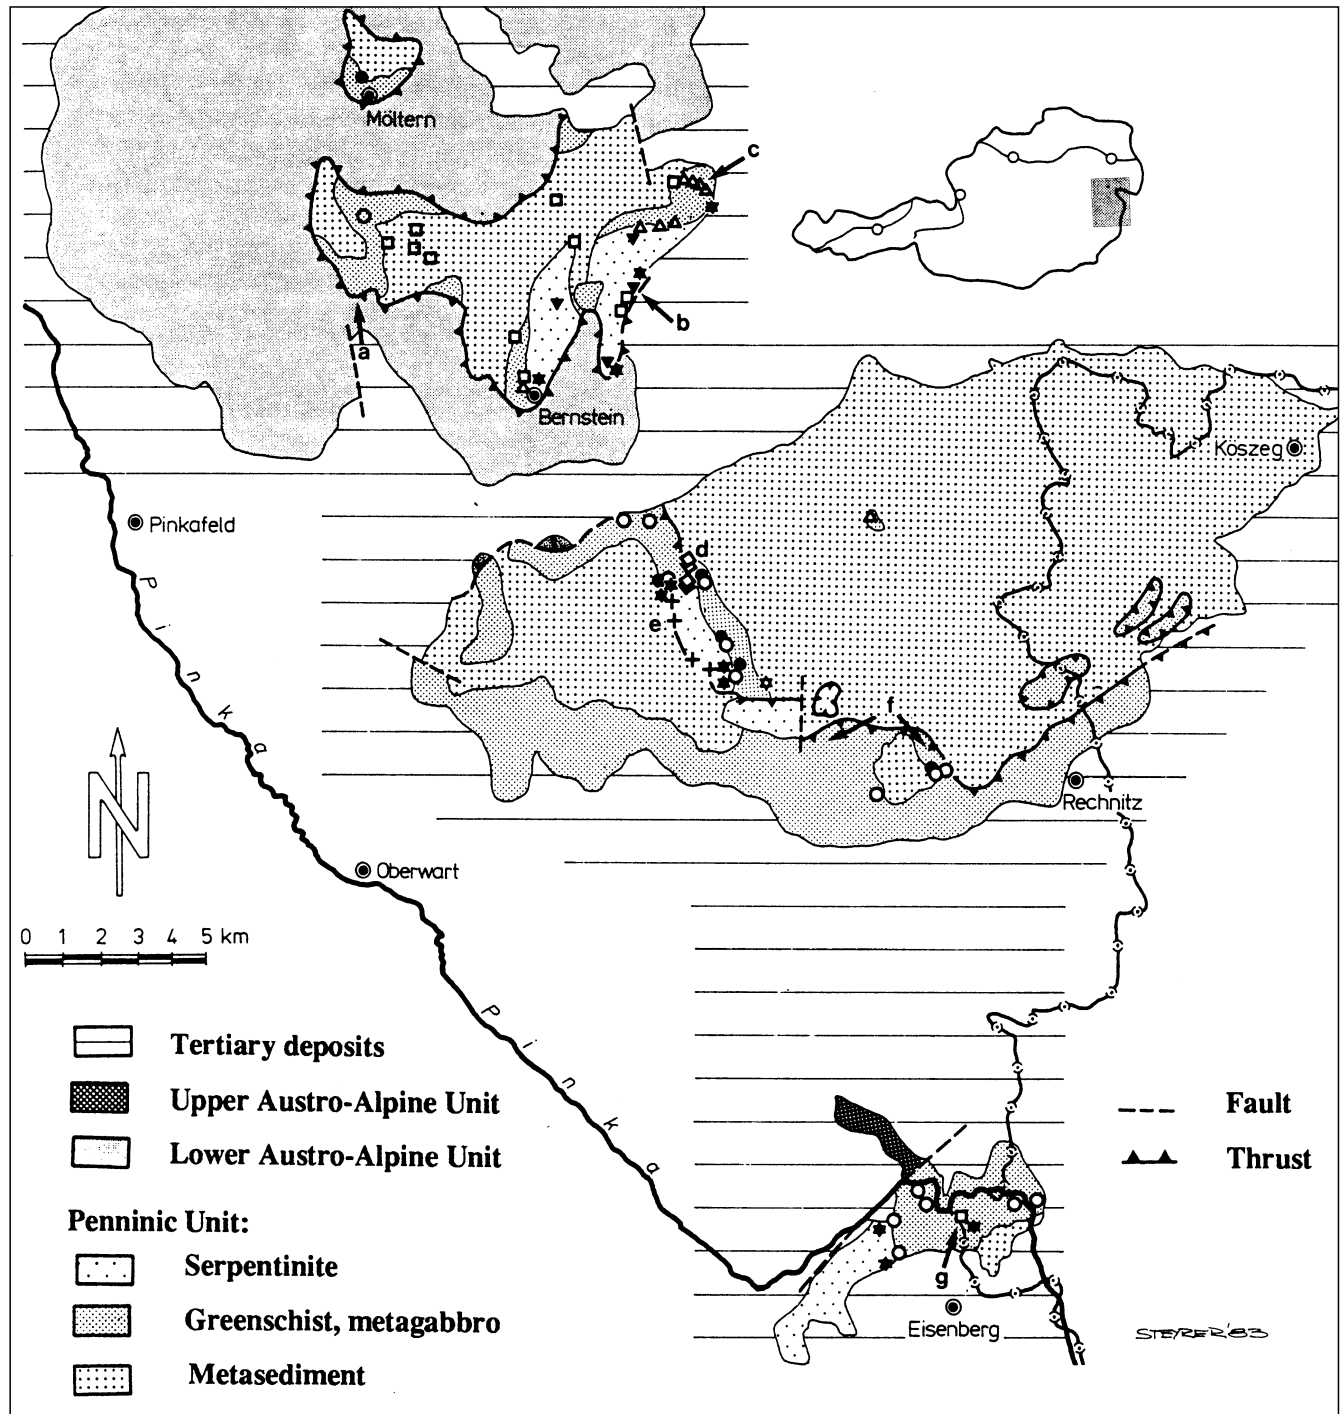 Möltern
c
b
a
Bernstein
Köszeg
Pinkafeld
d
e
f
Pinka
Rechnitz
N
Oberwart
0 1 2 3 4 5 km
Pinka
Tertiary deposits
Upper Austro-Alpine Unit
Lower Austro-Alpine Unit
Fault
Thrust
Penninic Unit:
Serpentinite
Greenschist, metagabbro
Metasediment
g
Eisenberg
STEYRER'83